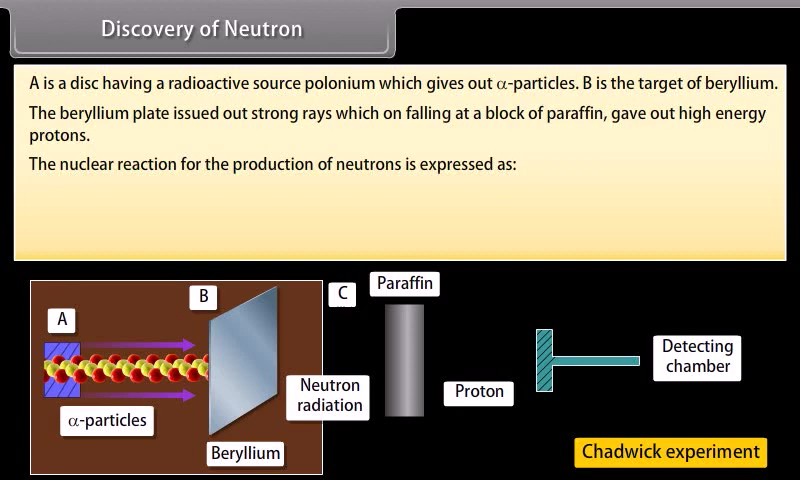 Discovery of Neutron
A is a disc having a radioactive source polonium which gives out α-particles. B is the target of beryllium.
The beryllium plate issued out strong rays which on falling at a block of paraffin, gave out high energy
protons.
The nuclear reaction for the production of neutrons is expressed as:
Paraffin
B
C
A
Detecting
chamber
Neutron
radiation
Proton
α-particles
Beryllium
Chadwick experiment